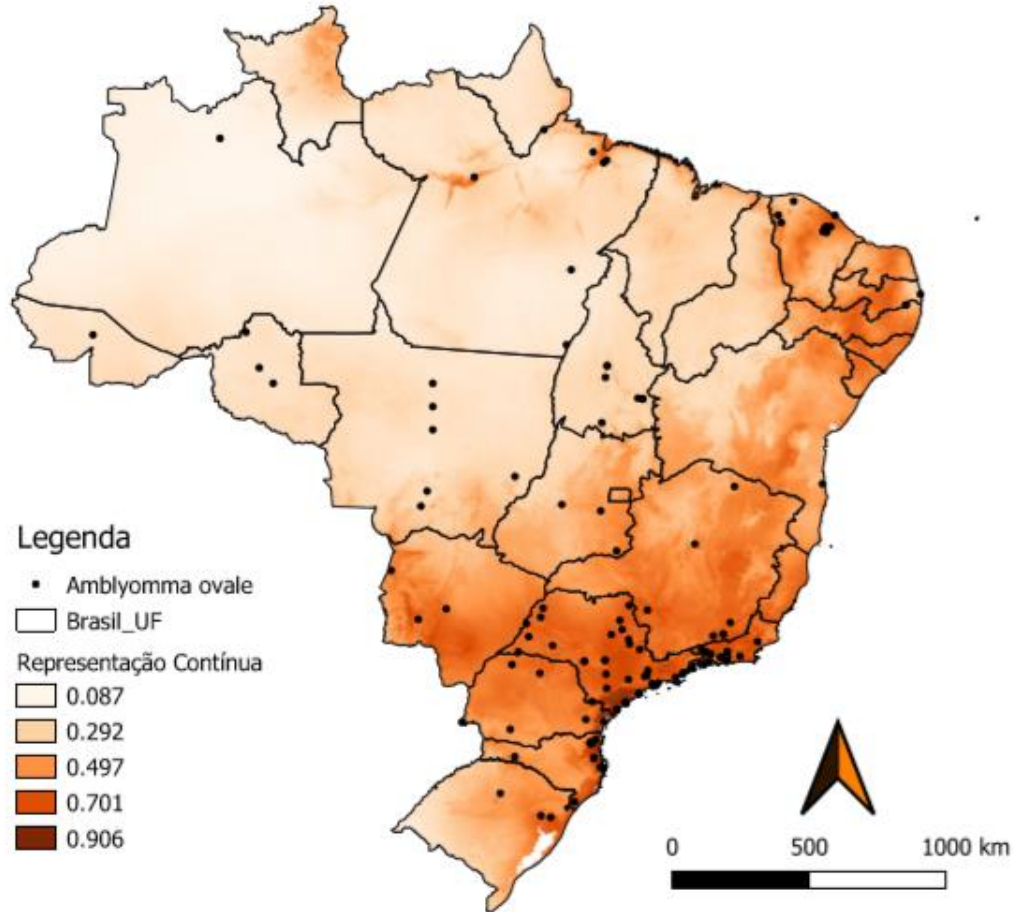 Legenda
Amblyomma ovale
Brasil_UF
Representação Contínua
0.087
0.292
0.497
0.701
0.906
0 500 1000 km